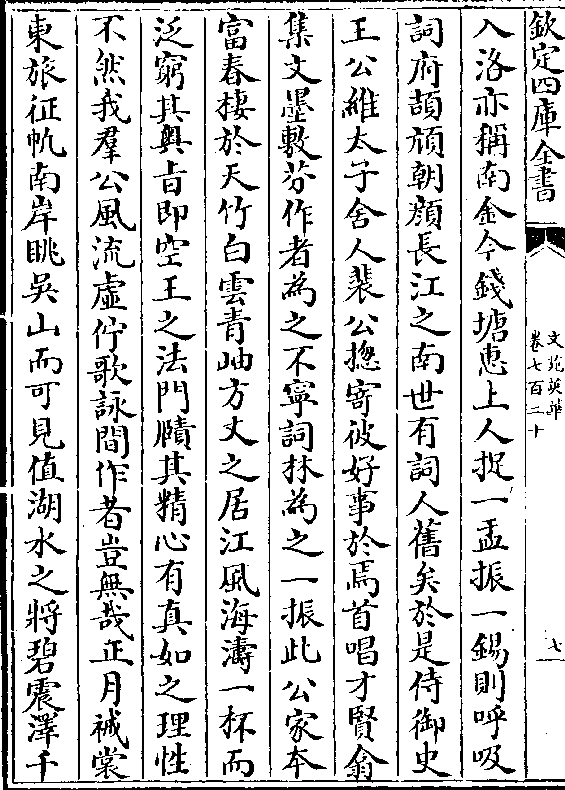 欽定四庫全書
文苑英華
卷七百二十
七
入洛亦稱南金今錢塘惠上人捉一盂振一錫則呼吸
詞府頡頏朝顔長江之南世有詞人舊矣於是侍御史
王公維太子舍人裴公揔寄彼好事於焉首唱才賢翕
集文墨敷芬作者為之不寧詞林為之一振此公家本
富春棲於天竹白雲青岫方丈之居江風海濤一杯而
泛窮其奥旨即空王之法門賾其精心有真如之理性
不然我羣公風流虛佇歌詠間作者豈無哉正月裓裳
東旅征帆南岸眺吳山而可見值湖水之將碧震澤千